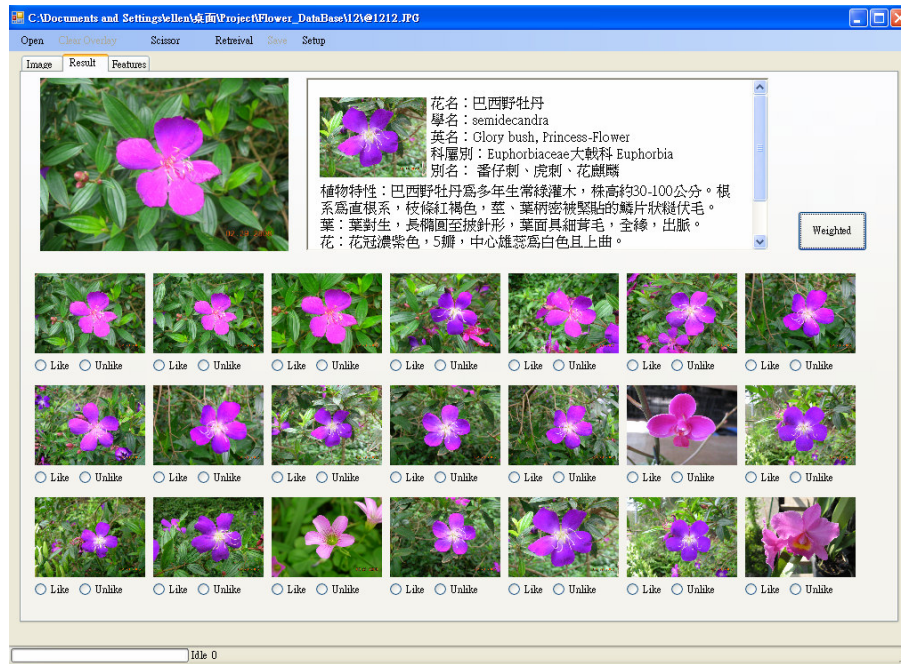 C:\Documents and Settings\ellen\桌面\Project\Flower_DataBase\12\@1212.JPG
Open Clear Overlay Scissor Retreival Save Setup
Image Result Features
花名：巴西野牡丹
學名：semidecandra
英名：Glory bush, Princess-Flower
科屬別：Euphorbiaceae大戟科 Euphorbia
別名： 番仔刺、虎刺、花麒麟
植物特性：巴西野牡丹為多年生常綠灌木，株高約30-100公分。根
系為直根系，枝條紅褐色，莖、葉柄密被緊貼的鱗片狀糙伏毛。
葉：葉對生，長橢圓至披針形，葉面具細茸毛，全緣，出脈。
花：花冠濃紫色，5瓣，中心雄蕊為白色且上曲。
Weighted
Like Unlike Like Unlike Like Unlike Like Unlike Like Unlike Like Unlike Like Unlike
Like Unlike Like Unlike Like Unlike Like Unlike Like Unlike Like Unlike Like Unlike
Like Unlike Like Unlike Like Unlike Like Unlike Like Unlike Like Unlike Like Unlike
Idle 0